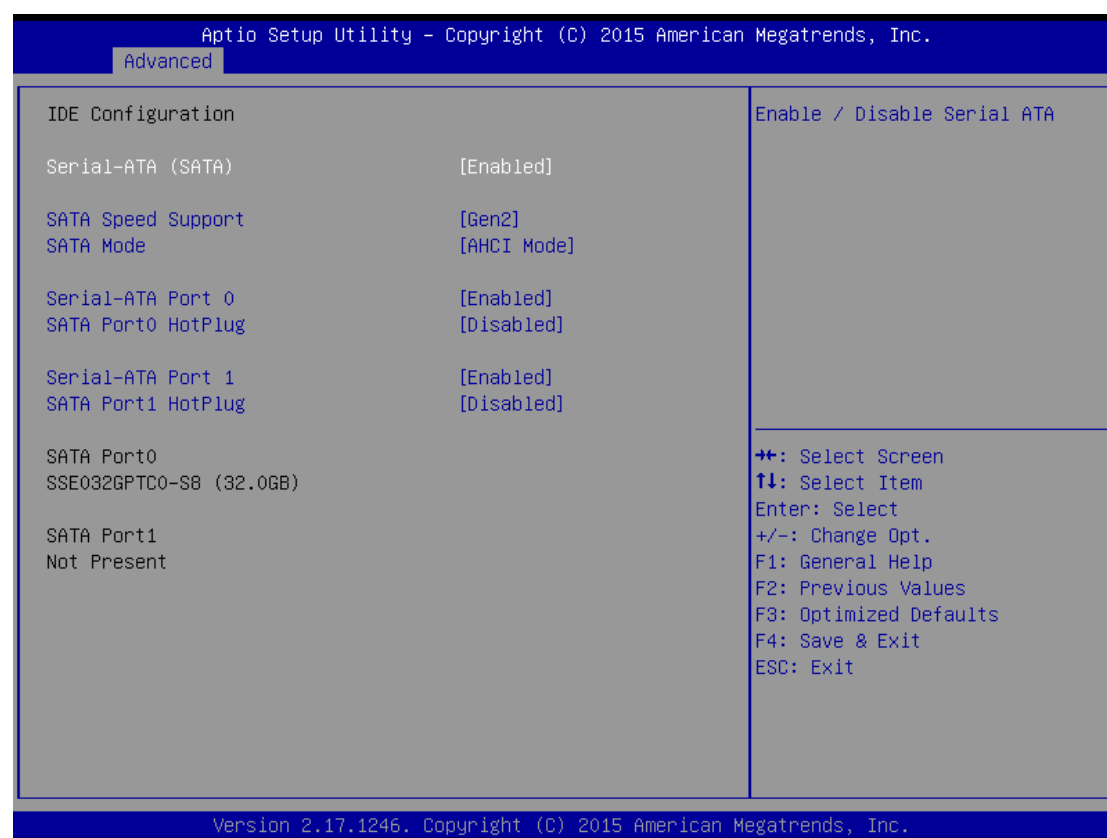 Aptio Setup Utility – Copyright (C) 2015 American Megatrends, Inc.
Advanced
IDE Configuration
Serial-ATA (SATA) [Enabled]
SATA Speed Support [Gen2]
SATA Mode [AHCI Mode]
Serial-ATA Port 0 [Enabled]
SATA Port0 HotPlug [Disabled]
Serial-ATA Port 1 [Enabled]
SATA Port1 HotPlug [Disabled]
SATA Port0
SSE032GPTC0-S8 (32.0GB)
SATA Port1
Not Present
Enable / Disable Serial ATA
→←: Select Screen
↑↓: Select Item
Enter: Select
+/-: Change Opt.
F1: General Help
F2: Previous Values
F3: Optimized Defaults
F4: Save & Exit
ESC: Exit
Version 2.17.1246. Copyright (C) 2015 American Megatrends, Inc.